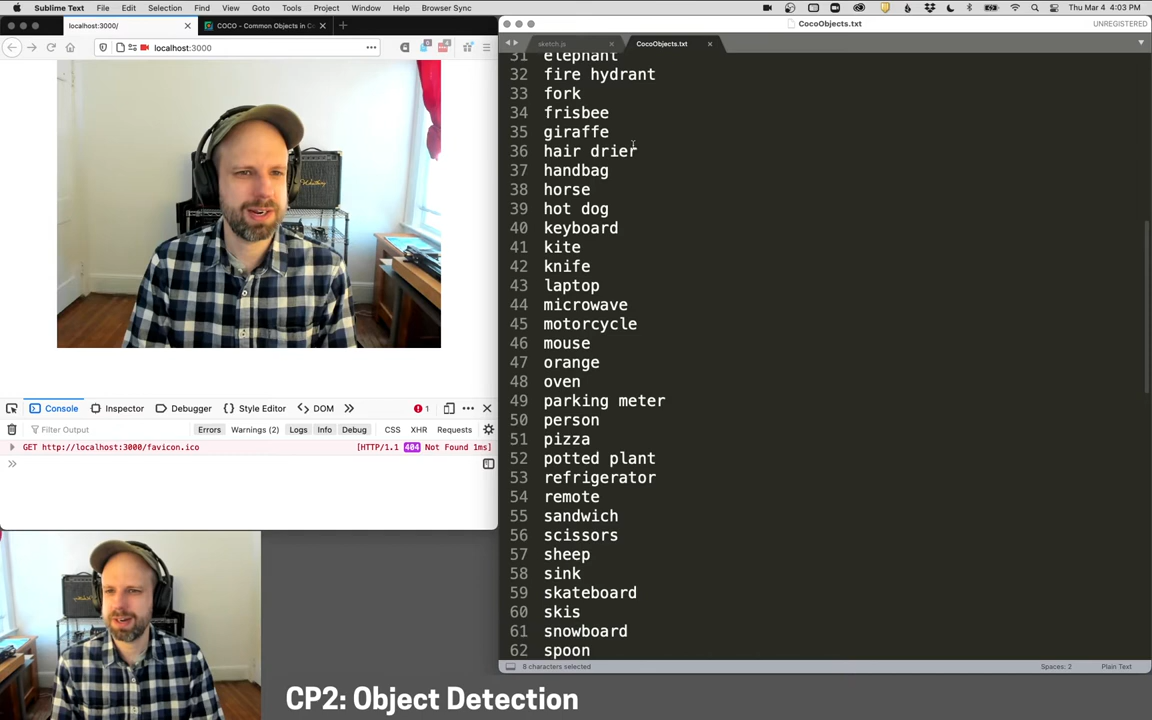 Sublime Text File Edit Selection Find View Goto Tools Project Window Help Browser Sync Thu Mar 4 4:03 PM
localhost:3000/ COCO - Common Objects in C
CocoObjects.txt UNREGISTERED
localhost:3000
sketch.js CocoObjects.txt
31 elephant
32 fire hydrant
33 fork
34 frisbee
35 giraffe
36 hair drier
37 handbag
38 horse
39 hot dog
40 keyboard
41 kite
42 knife
43 laptop
44 microwave
45 motorcycle
46 mouse
47 orange
48 oven
49 parking meter
50 person
51 pizza
52 potted plant
53 refrigerator
54 remote
55 sandwich
56 scissors
57 sheep
58 sink
59 skateboard
60 skis
61 snowboard
62 spoon
Console Inspector Debugger Style Editor DOM 1
Filter Output Errors Warnings (2) Logs Info Debug CSS XHR Requests
GET http://localhost:3000/favicon.ico [HTTP/1.1 404 Not Found 1ms]
8 characters selected Spaces: 2 Plain Text
CP2: Object Detection